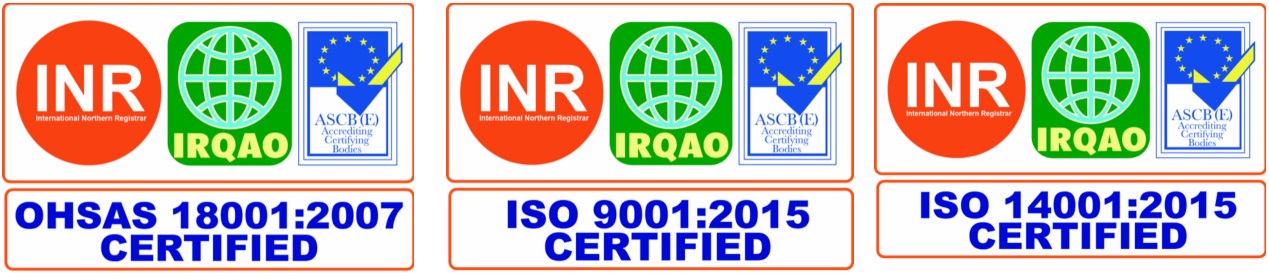 INR
International Northern Registrar
IRQAO
ASCB (E)
Accrediting
Certifying
Bodies
OHSAS 18001:2007
CERTIFIED
INR
International Northern Registrar
IRQAO
ASCB (E)
Accrediting
Certifying
Bodies
ISO 9001:2015
CERTIFIED
INR
International Northern Registrar
IRQAO
ASCB (E)
Accrediting
Certifying
Bodies
ISO 14001:2015
CERTIFIED